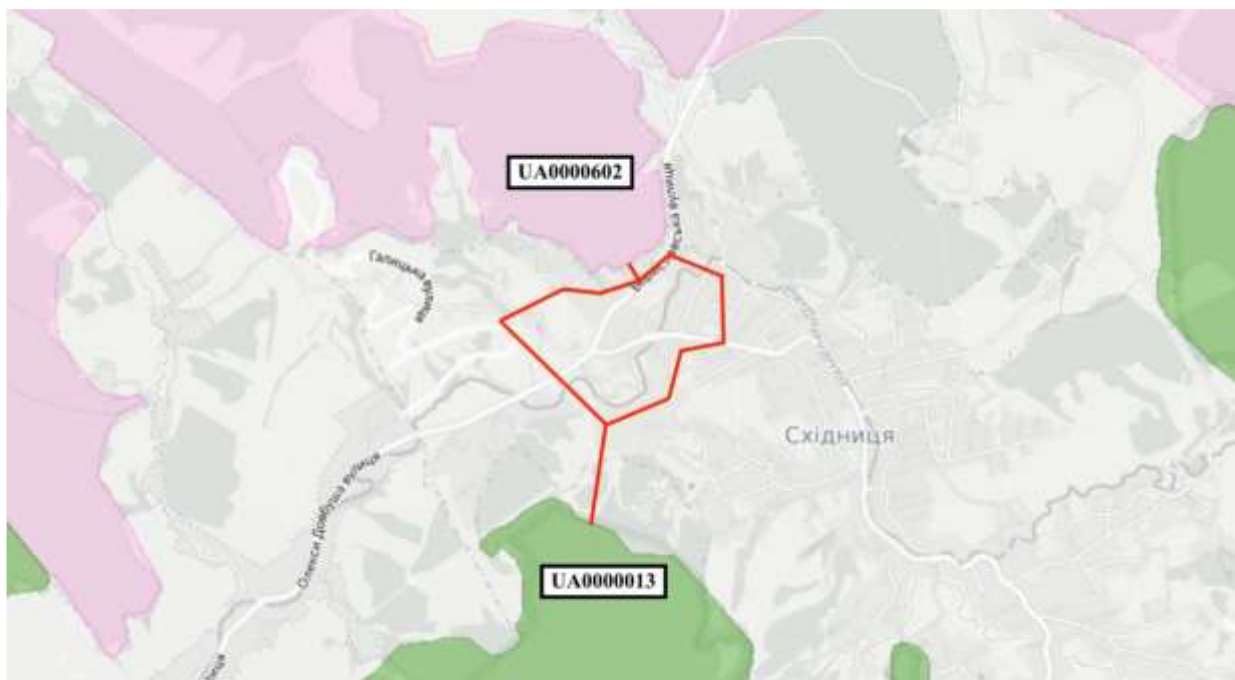 UA0000602
Галицька вулиця
Східниця
Олекси Довбуша вулиця
UA0000013